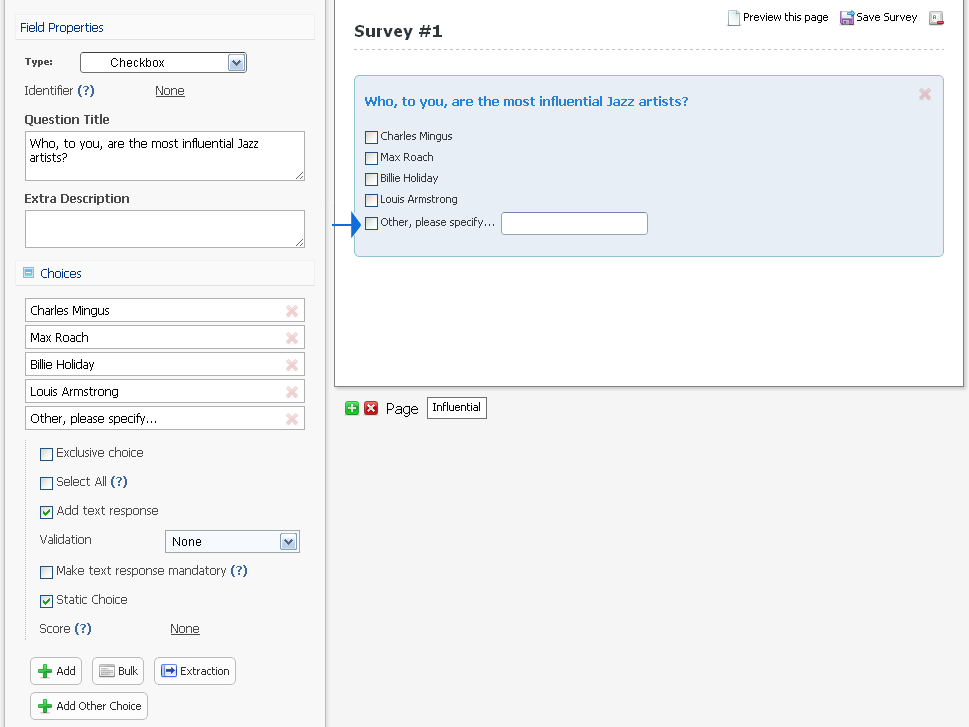 Field Properties
Type: Checkbox
Identifier (?) None
Question Title
Who, to you, are the most influential Jazz
artists?
Extra Description
Choices
Charles Mingus
Max Roach
Billie Holiday
Louis Armstrong
Other, please specify...
Exclusive choice
Select All (?)
Add text response
Validation None
Make text response mandatory (?)
Static Choice
Score (?) None
Add Bulk Extraction
Add Other Choice
Preview this page Save Survey
Survey #1
Who, to you, are the most influential Jazz artists?
Charles Mingus
Max Roach
Billie Holiday
Louis Armstrong
Other, please specify...
Page Influential